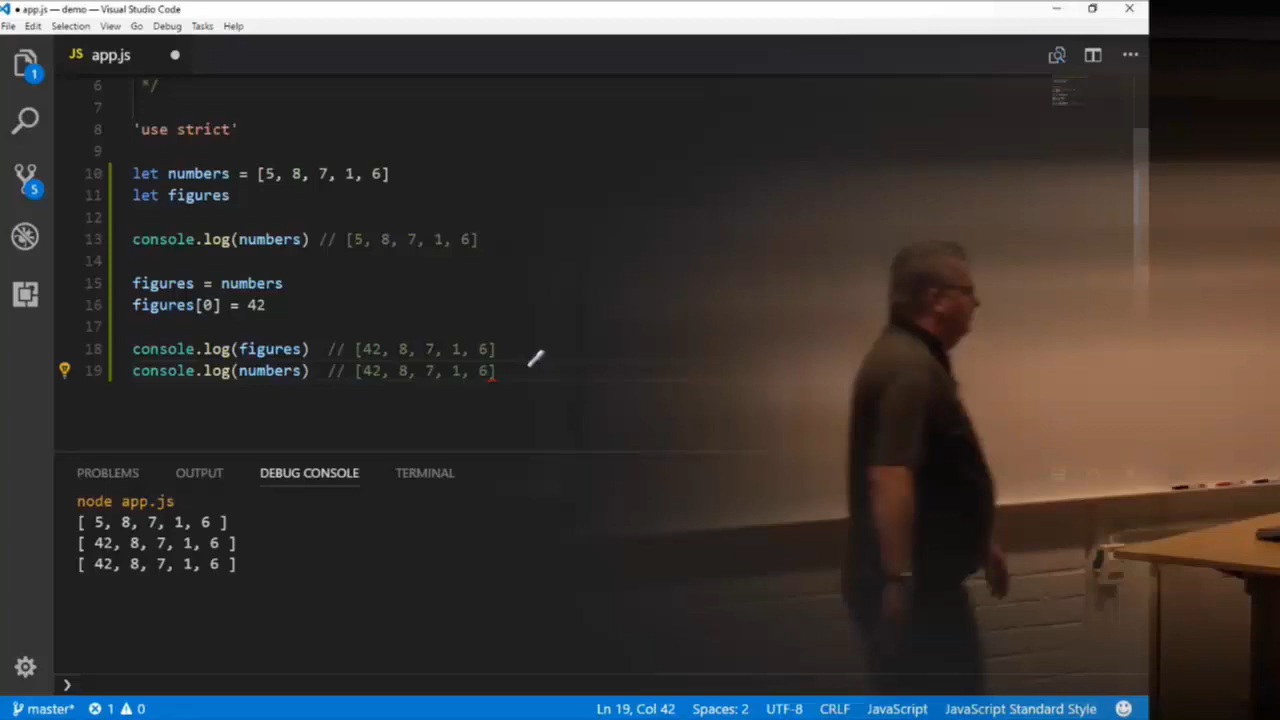 ● app.js — demo — Visual Studio Code
File Edit Selection View Go Debug Tasks Help
JS app.js ●
1
5
6 */
7
8 'use strict'
9
10 let numbers = [5, 8, 7, 1, 6]
11 let figures
12
13 console.log(numbers) // [5, 8, 7, 1, 6]
14
15 figures = numbers
16 figures[0] = 42
17
18 console.log(figures)  // [42, 8, 7, 1, 6]
19 console.log(numbers)  // [42, 8, 7, 1, 6]
PROBLEMS OUTPUT DEBUG CONSOLE TERMINAL
node app.js
[ 5, 8, 7, 1, 6 ]
[ 42, 8, 7, 1, 6 ]
[ 42, 8, 7, 1, 6 ]
master* 1 0 Ln 19, Col 42 Spaces: 2 UTF-8 CRLF JavaScript JavaScript Standard Style